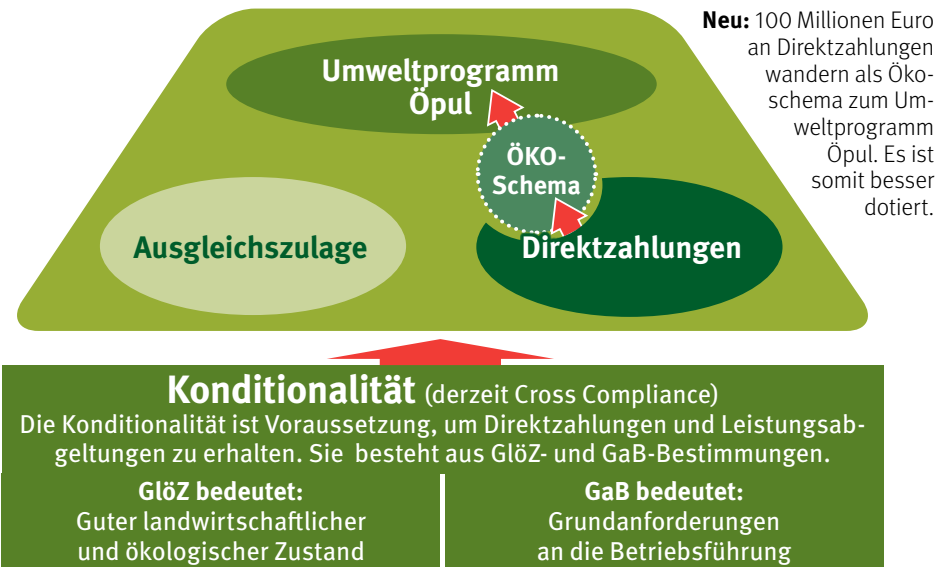 Neu: 100 Millionen Euro
an Direktzahlungen
wandern als Öko-
schema zum Um-
weltprogramm
Öpul. Es ist
somit besser
dotiert.
Umweltprogramm
Öpul
ÖKO-
Schema
Ausgleichszulage
Direktzahlungen
Konditionalität (derzeit Cross Compliance)
Die Konditionalität ist Voraussetzung, um Direktzahlungen und Leistungsab-
geltungen zu erhalten. Sie besteht aus GlöZ- und GaB-Bestimmungen.
GlöZ bedeutet:
Guter landwirtschaftlicher
und ökologischer Zustand
GaB bedeutet:
Grundanforderungen
an die Betriebsführung